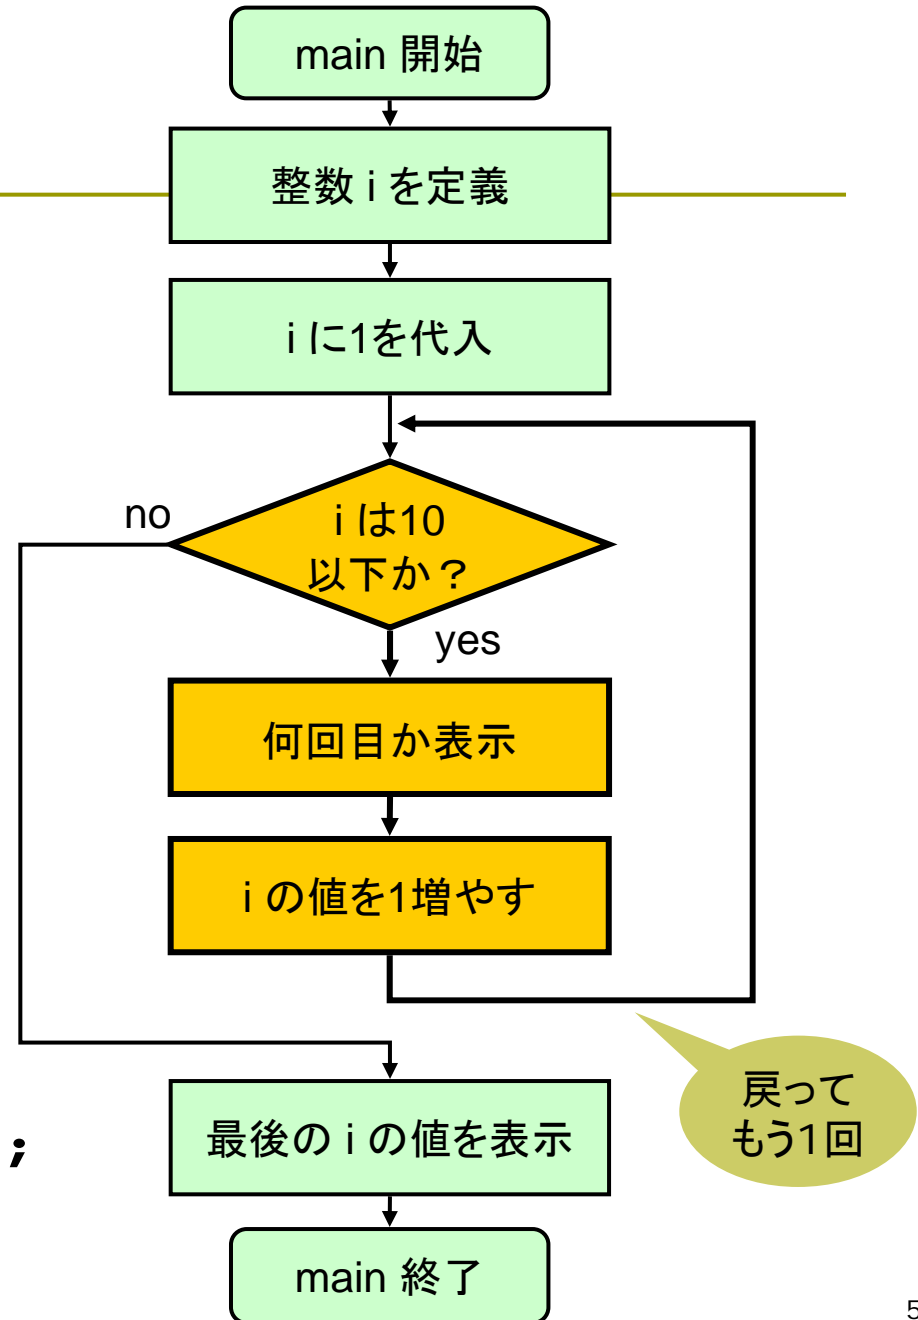 main 開始
整数 i を定義
i に1を代入
no
i は10
以下か？
yes
何回目か表示
i の値を1増やす
戻って
もう1回
;
最後の i の値を表示
main 終了
5